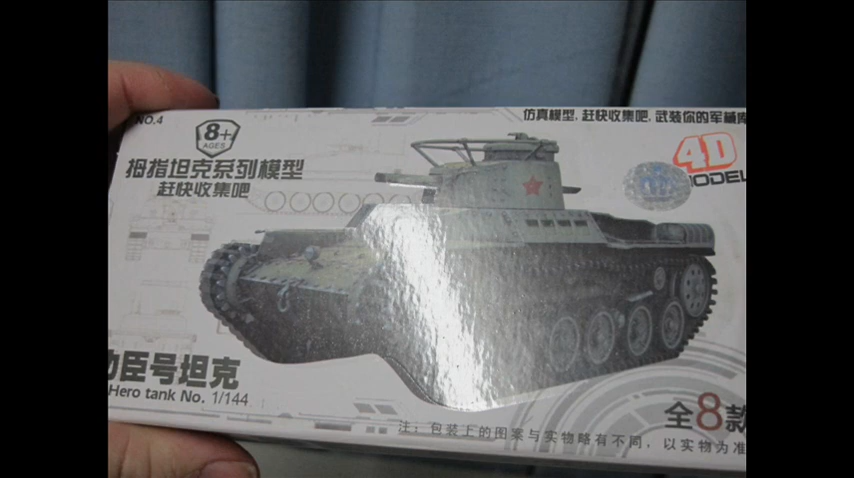 NO.4
8+
AGES
仿真模型,赶快收集吧,武装你的军械库
拇指坦克系列模型
赶快收集吧
4D
MODEL
功臣号坦克
Hero tank No. 1/144
全8款
注:包装上的图案与实物略有不同,以实物为准